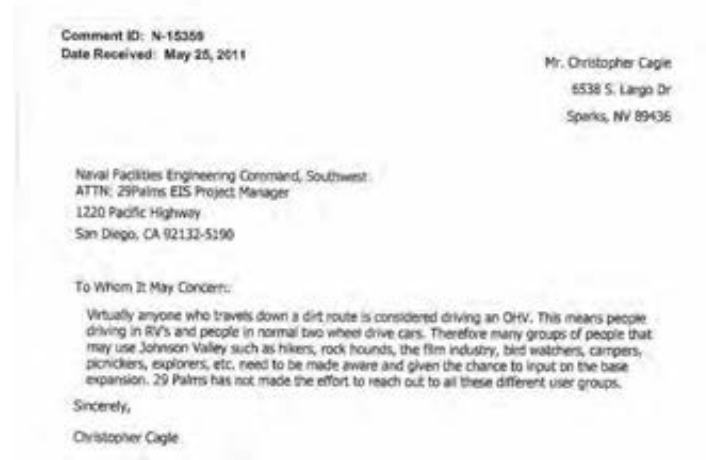 Comment ID: N-15359
Date Received: May 25, 2011
Mr. Christopher Cagle
6538 S. Largo Dr
Sparks, NV 89436
Naval Facilities Engineering Command, Southwest
ATTN: 29Palms EIS Project Manager
1220 Pacific Highway
San Diego, CA 92132-5190
To Whom It May Concern:
Virtually anyone who travels down a dirt route is considered driving an OHV. This means people
driving in RV's and people in normal two wheel drive cars. Therefore many groups of people that
may use Johnson Valley such as hikers, rock hounds, the film industry, bird watchers, campers,
picnickers, explorers, etc. need to be made aware and given the chance to input on the base
expansion. 29 Palms has not made the effort to reach out to all these different user groups.
Sincerely,
Christopher Cagle